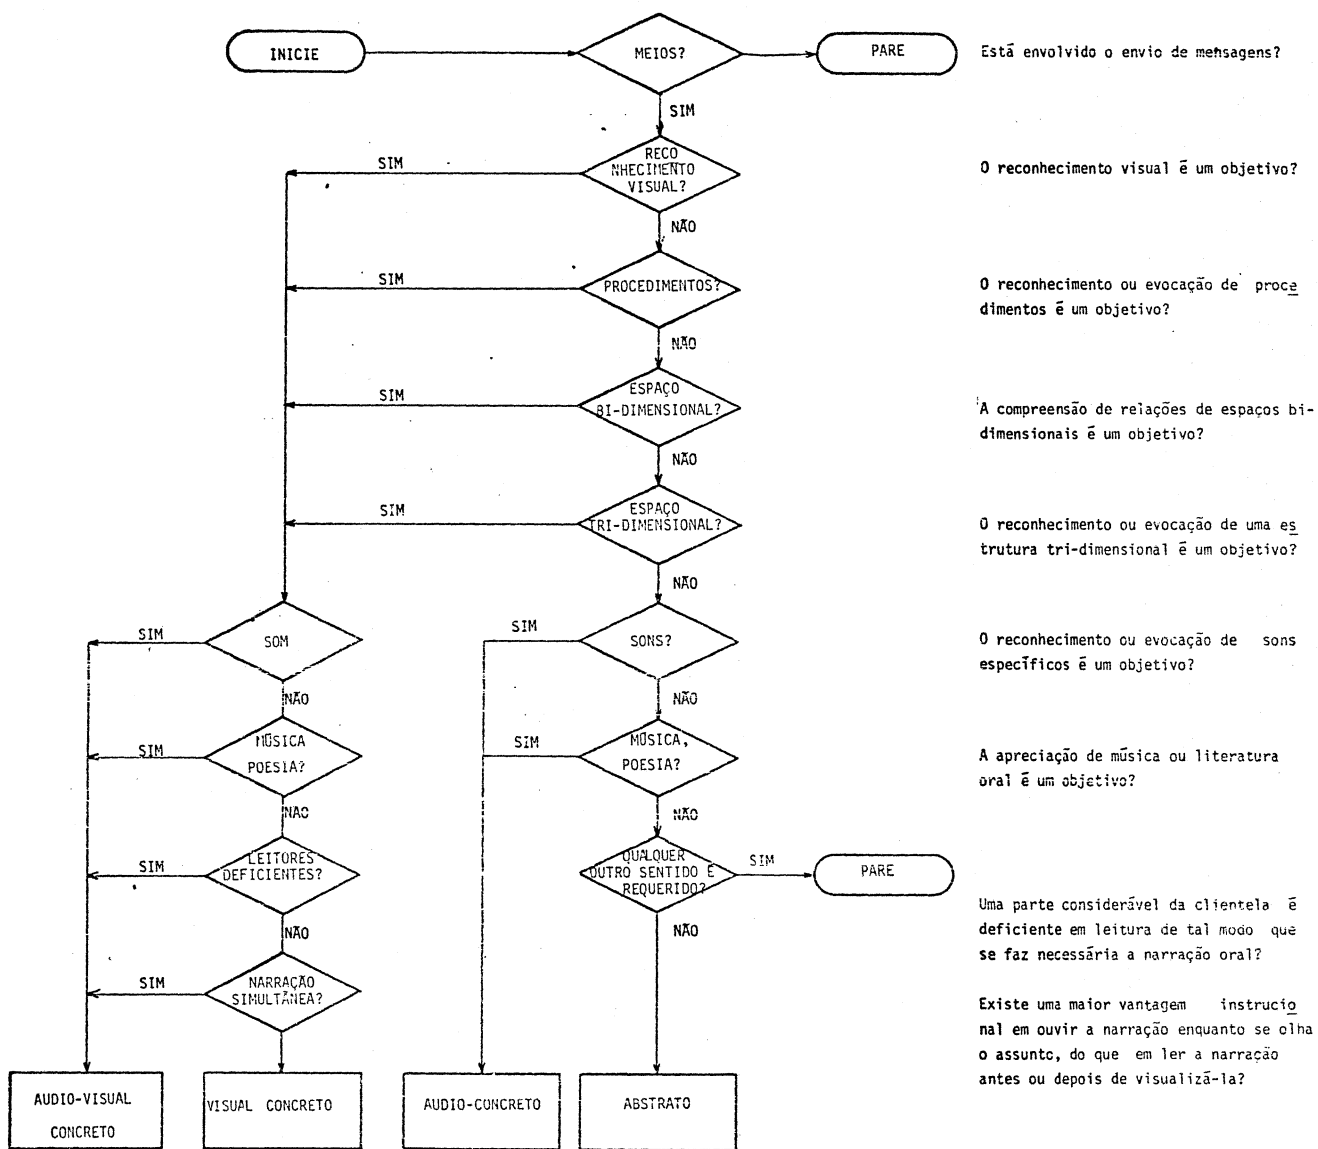 INICIE
MEIOS?
PARE
Está envolvido o envio de mensagens?
SIM
SIM
RECO
NHECIMENTO
VISUAL?
O reconhecimento visual é um objetivo?
NÃO
SIM
PROCEDIMENTOS?
O reconhecimento ou evocação de proce
dimentos é um objetivo?
NÃO
SIM
ESPAÇO
BI-DIMENSIONAL?
A compreensão de relações de espaços bi-
dimensionais é um objetivo?
NÃO
SIM
ESPAÇO
TRI-DIMENSIONAL?
O reconhecimento ou evocação de uma es
trutura tri-dimensional é um objetivo?
NÃO
SIM
SOM
SIM
SONS?
O reconhecimento ou evocação de sons
específicos é um objetivo?
NÃO
NÃO
SIM
MÚSICA
POESIA?
SIM
MÚSICA,
POESIA?
A apreciação de música ou literatura
oral é um objetivo?
NÃO
NÃO
SIM
LEITORES
DEFICIENTES?
QUALQUER
OUTRO SENTIDO É
REQUERIDO?
SIM
PARE
NÃO
NÃO
Uma parte considerável da clientela é
deficiente em leitura de tal modo que
se faz necessária a narração oral?
SIM
NARRAÇÃO
SIMULTÂNEA?
Existe uma maior vantagem instrucio
nal em ouvir a narração enquanto se olha
o assunto, do que em ler a narração
antes ou depois de visualizá-la?
AUDIO-VISUAL
CONCRETO
VISUAL CONCRETO
AUDIO-CONCRETO
ABSTRATO